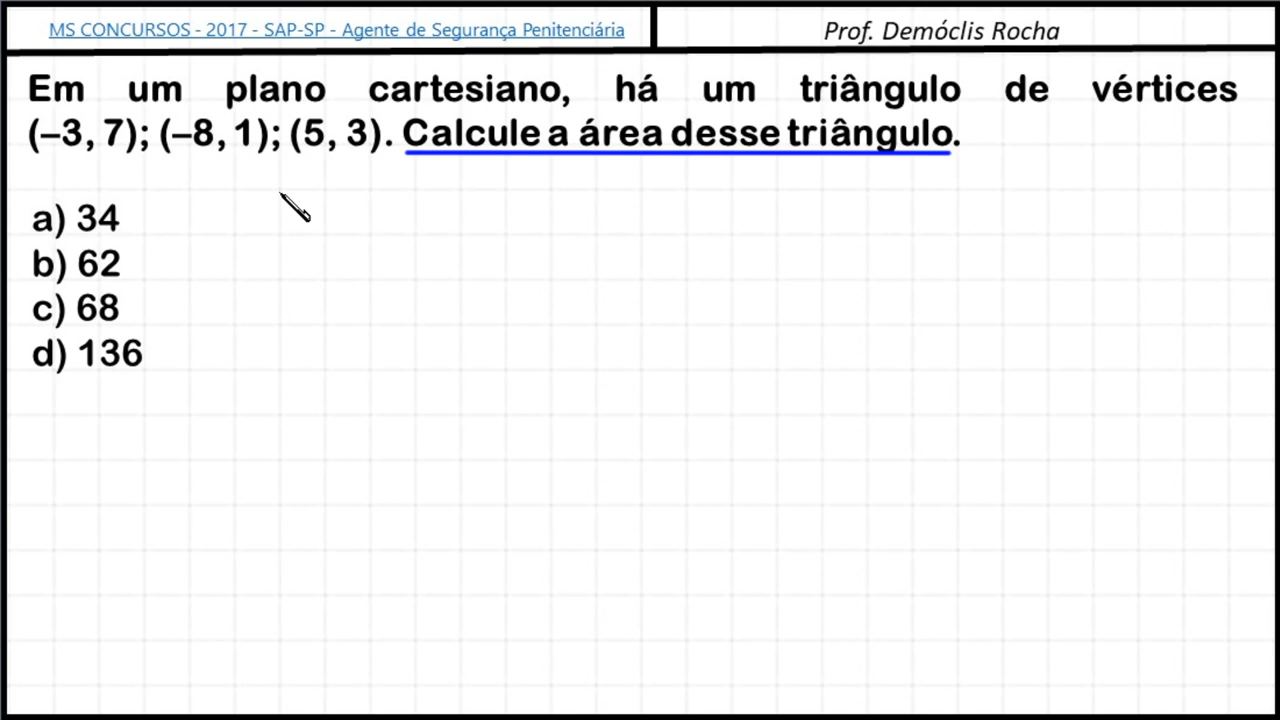 MS CONCURSOS - 2017 - SAP-SP - Agente de Segurança Penitenciária
Prof. Demóclis Rocha
Em um plano cartesiano, há um triângulo de vértices
(–3, 7); (–8, 1); (5, 3). Calcule a área desse triângulo.
a) 34
b) 62
c) 68
d) 136